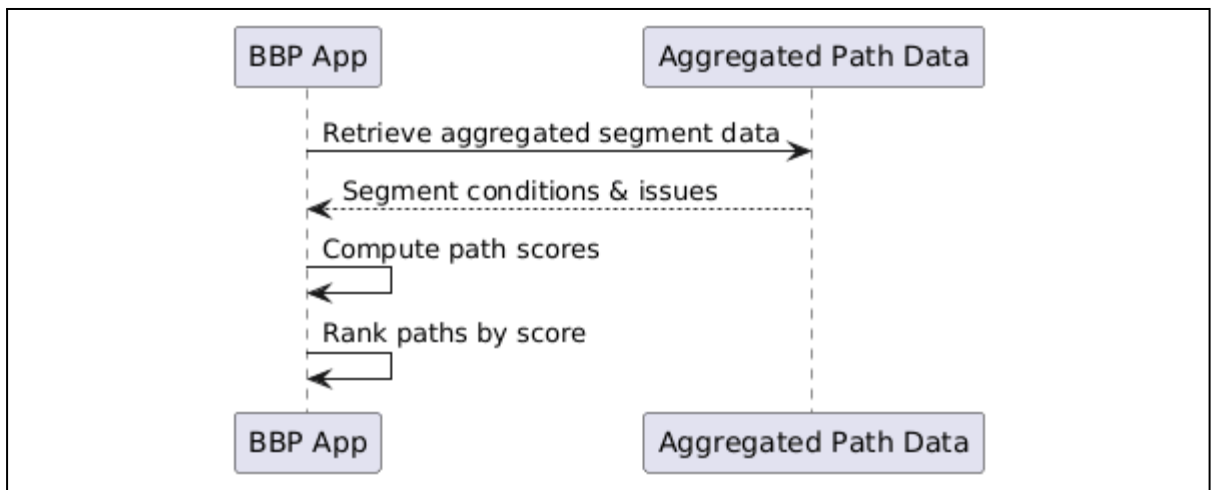 BBP App
Aggregated Path Data
Retrieve aggregated segment data
Segment conditions & issues
Compute path scores
Rank paths by score
BBP App
Aggregated Path Data